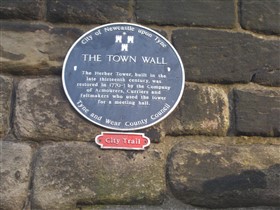 City of Newcastle upon Tyne
THE TOWN WALL
The Herber Tower, built in the
late thirteenth century, was
restored in 1770 by the Company
of Armourers, Curriers and
Feltmakers who used the tower
for a meeting hall.
Tyne and Wear County Council
City Trail